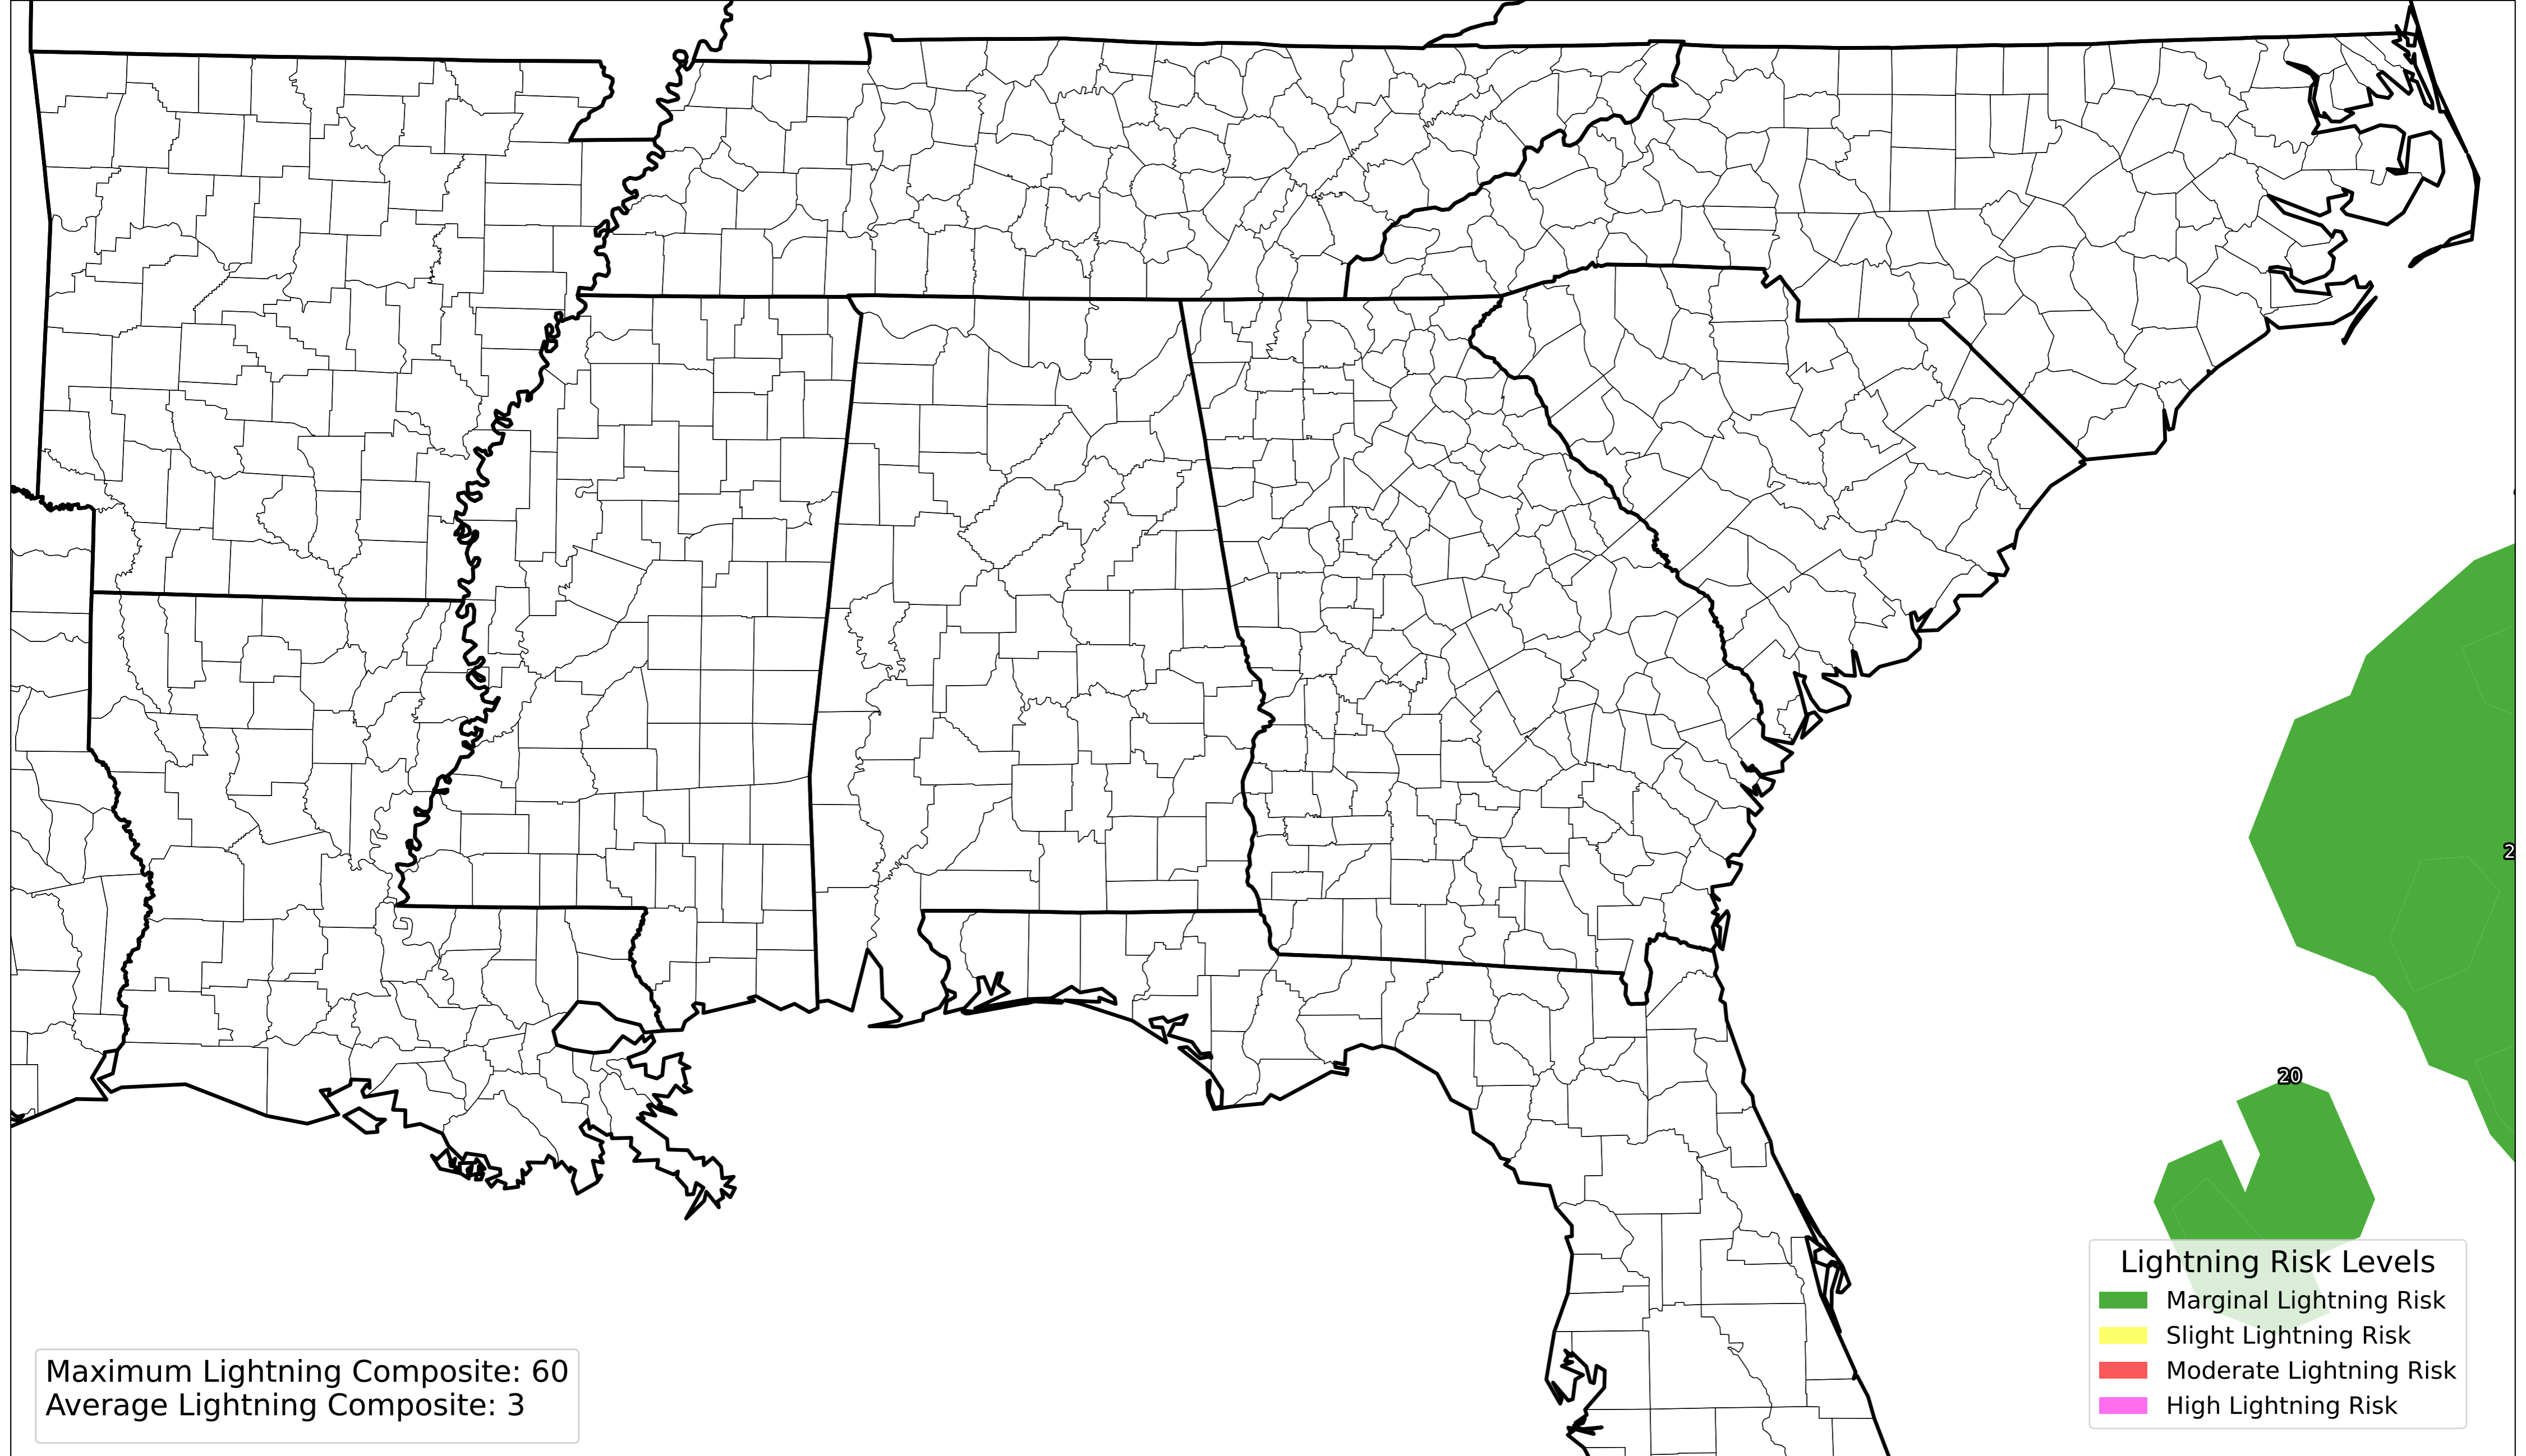 2
20
Lightning Risk Levels
Marginal Lightning Risk
Slight Lightning Risk
Moderate Lightning Risk
High Lightning Risk
Maximum Lightning Composite: 60
Average Lightning Composite: 3